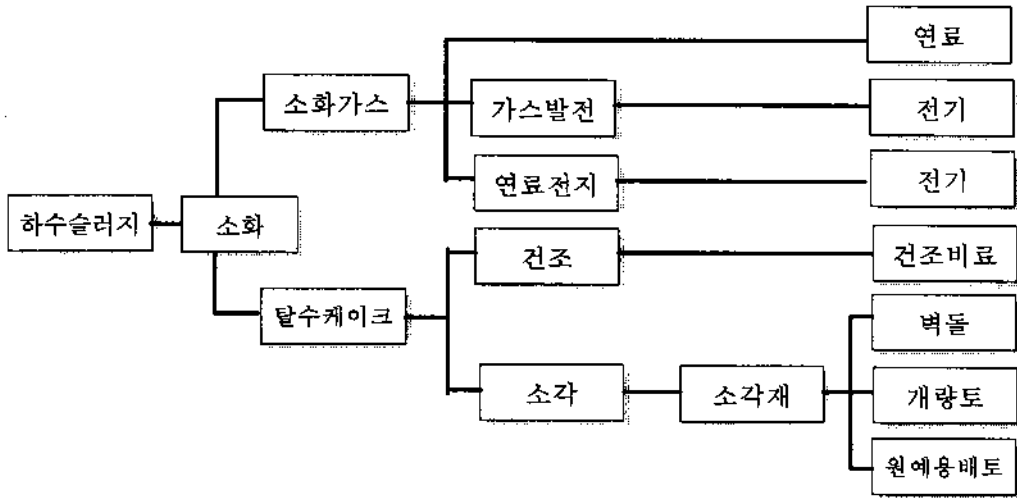 연료
소화가스
가스발전
전기
연료전지
전기
하수슬러지
소화
건조
건조비료
탈수케이크
벽돌
소각
소각재
개량토
원예용배토